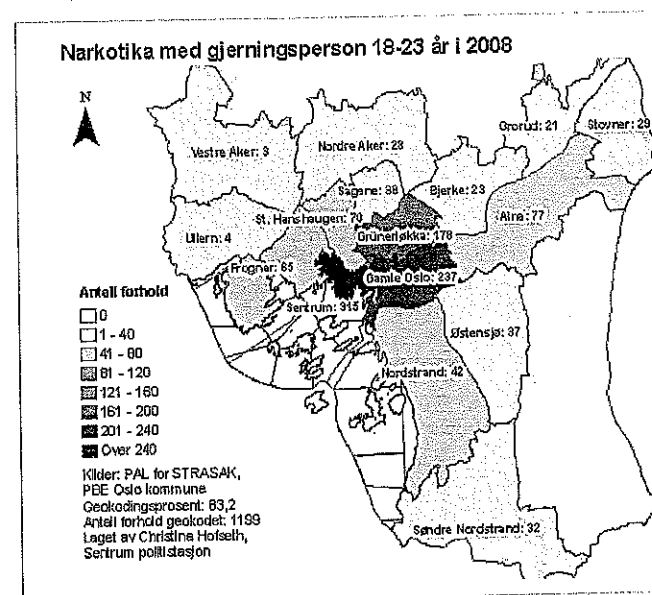 Narkotika med gjerningsperson 18-23 år i 2008
N
Grorud: 21
Stovner: 29
Vestre Aker: 3
Nordre Aker: 23
Sagene: 38
Bjerke: 23
St. Hanshaugen: 70
Alna: 77
Ullern: 4
Grünerløkka: 178
Frogner: 65
Gamle Oslo: 237
Sentrum: 315
Østensjø: 37
Nordstrand: 42
Søndre Nordstrand: 32
Antall forhold
0
1 - 40
41 - 80
81 - 120
121 - 160
161 - 200
201 - 240
Over 240
Kilder: PAL for STRASAK,
PBE Oslo kommune
Geokodingsprosent: 83,2
Antall forhold geokodet: 1199
Laget av Christina Hofseth,
Sentrum politistasjon